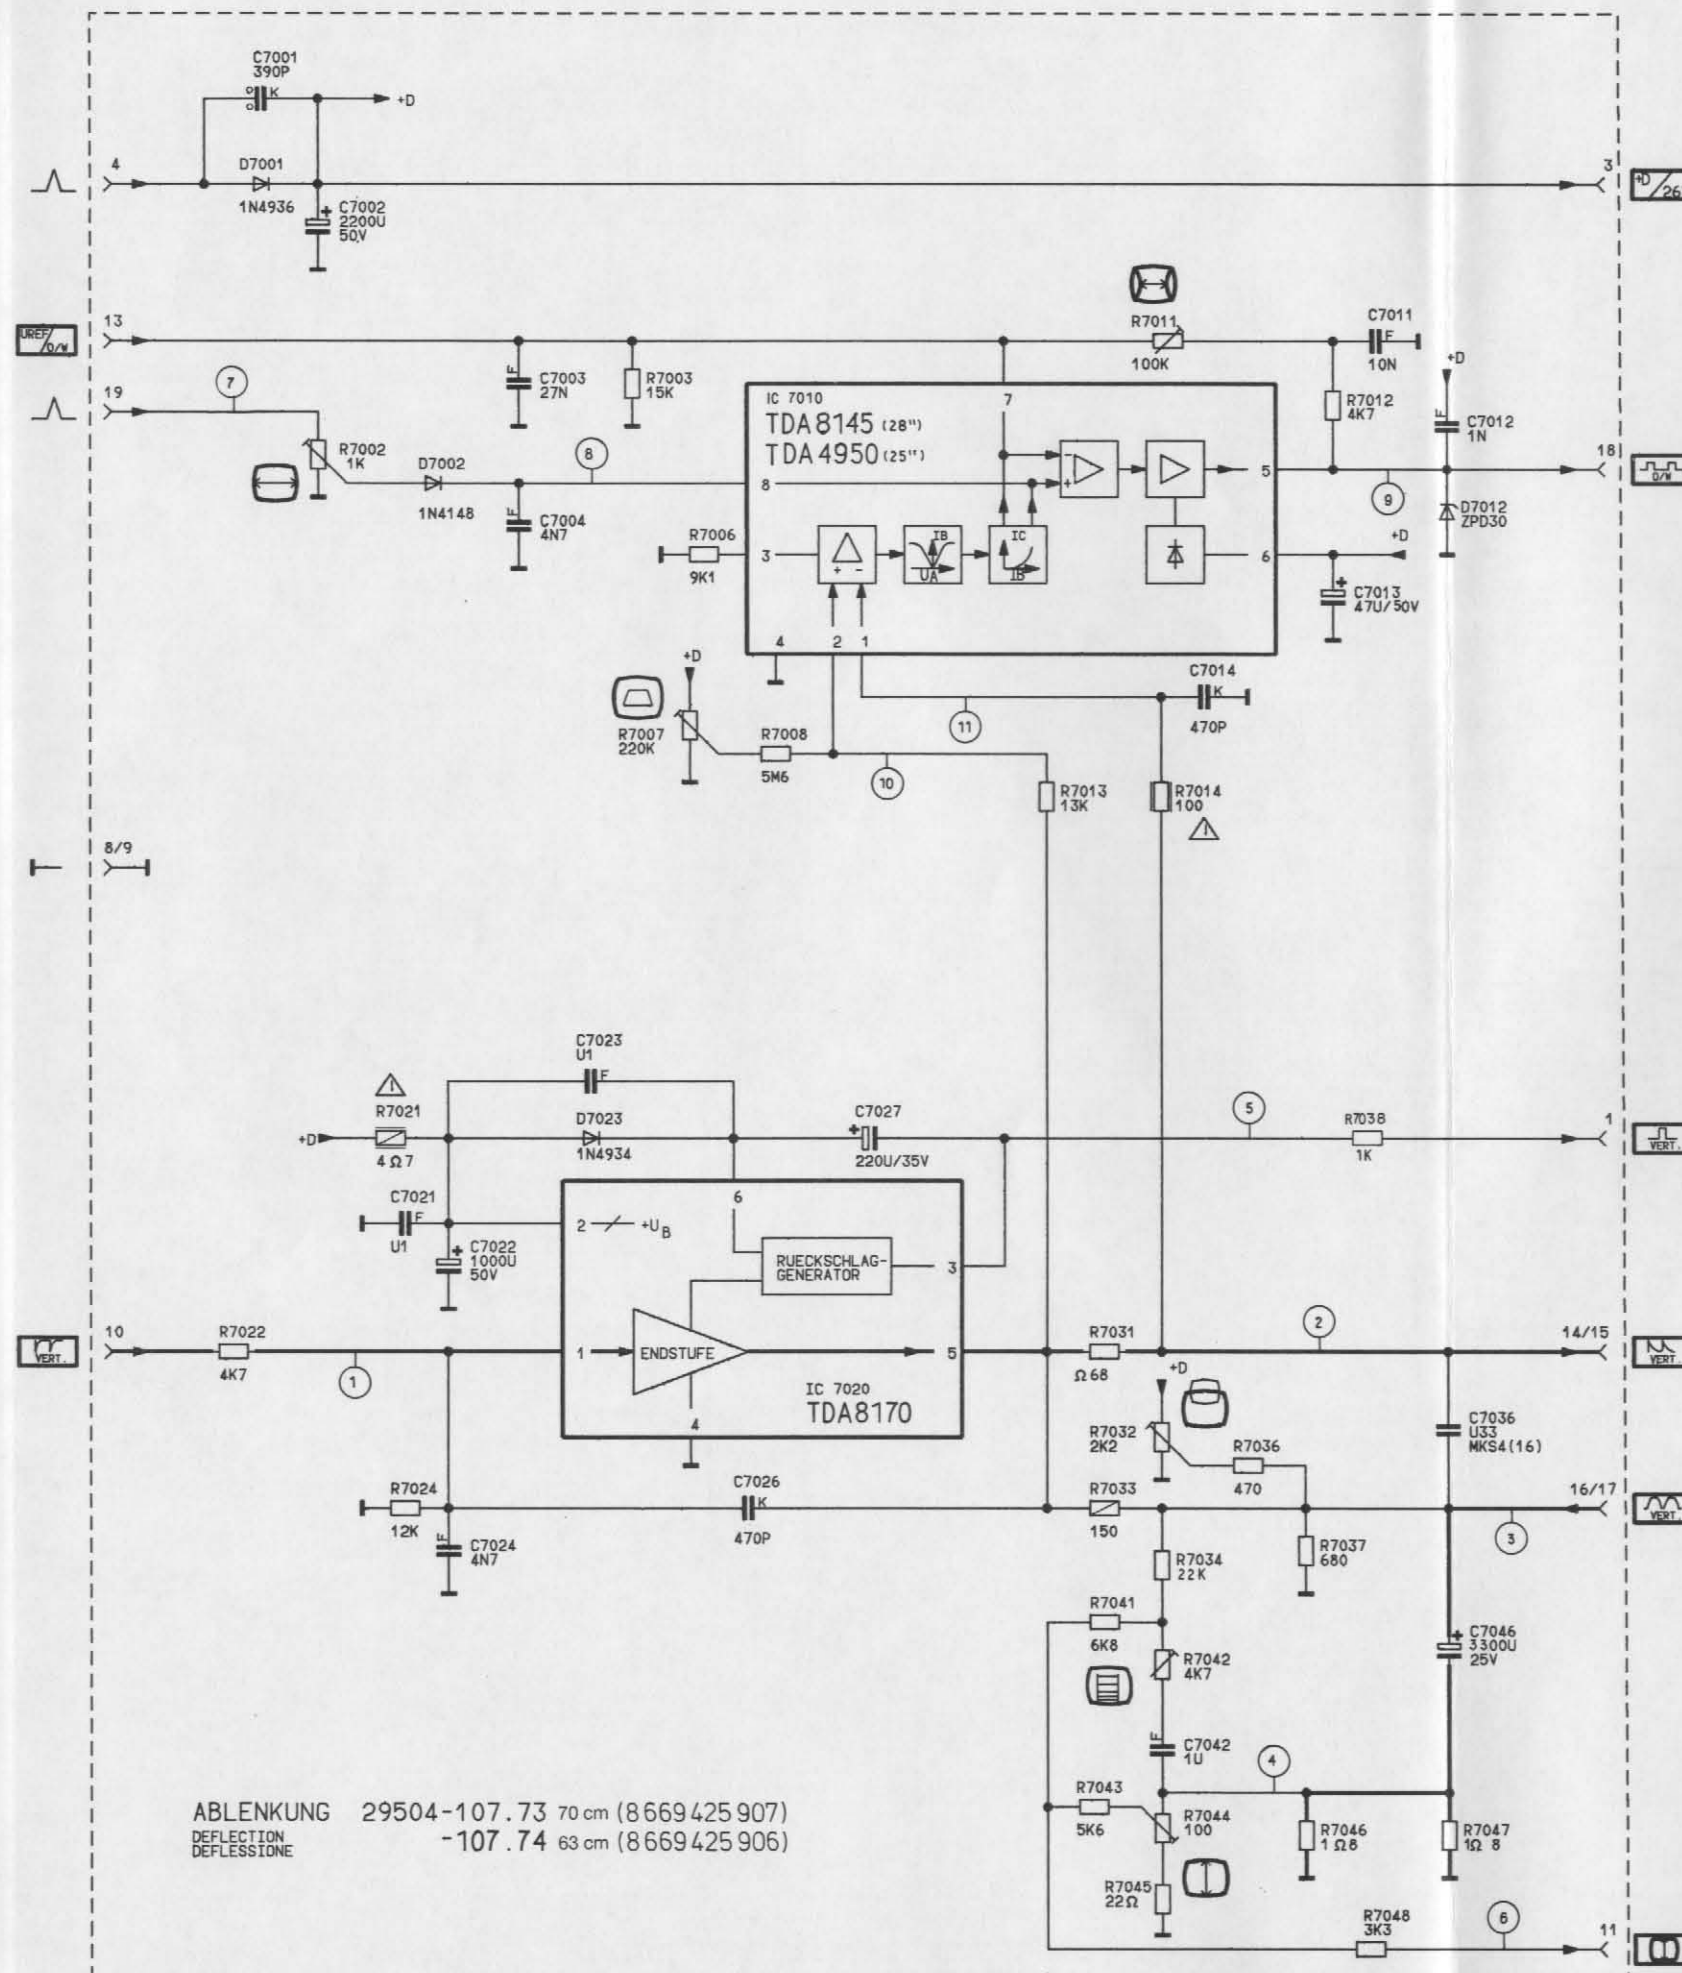 C7001
390P
K
+D
4
D7001
1N4936
C7002
2200U
50V
+
3
+D/26
UREF/O/W
13
R7011
100K
C7011
F
10N
+D
19
7
C7003
F
27N
R7003
15K
IC 7010
TDA8145 (28")
TDA4950 (25")
7
R7012
4K7
F
C7012
1N
R7002
1K
D7002
1N4148
8
8
- +
5
18
O/W
9
D7012
ZPD30
F
C7004
4N7
R7006
9K1
3
+ -
IB
UA
IC
IB
6
+D
+
C7013
47U/50V
4
2
1
+D
R7007
220K
R7008
5M6
10
11
C7014
K
470P
R7013
13K
R7014
100
8/9
C7023
U1
F
R7021
4Ω7
+D
D7023
1N4934
C7027
+
220U/35V
5
R7038
1K
1
VERT.
C7021
F
U1
+
C7022
1000U
50V
6
2
+UB
RUECKSCHLAG-
GENERATOR
3
VERT.
10
R7022
4K7
1
1
ENDSTUFE
5
4
IC 7020
TDA8170
R7031
Ω68
2
14/15
VERT.
+D
R7032
2K2
R7036
470
C7036
U33
MKS4(16)
R7024
12K
F
C7024
4N7
C7026
K
470P
R7033
150
16/17
VERT.
3
R7037
680
R7034
22K
R7041
6K8
R7042
4K7
+
C7046
3300U
25V
F
C7042
1U
4
R7043
5K6
R7044
100
R7046
1Ω8
R7047
1Ω 8
R7045
22Ω
R7048
3K3
6
11
ABLENKUNG 29504-107.73 70 cm (8669425907)
DEFLECTION -107.74 63 cm (8669425906)
DEFLESSIONE